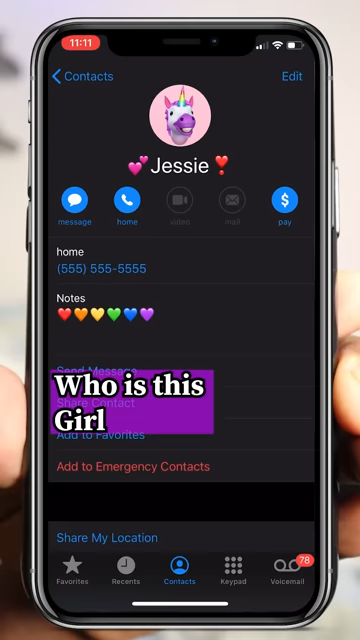 11:11
Contacts
Edit
💕Jessie❣️
message
home
video
mail
pay
home
(555) 555-5555
Notes
❤️🧡💛💚💙💜
Send Message
Who is this
Share Contact
Girl
Add to Favorites
Add to Emergency Contacts
Share My Location
Favorites
Recents
Contacts
Keypad
78
Voicemail